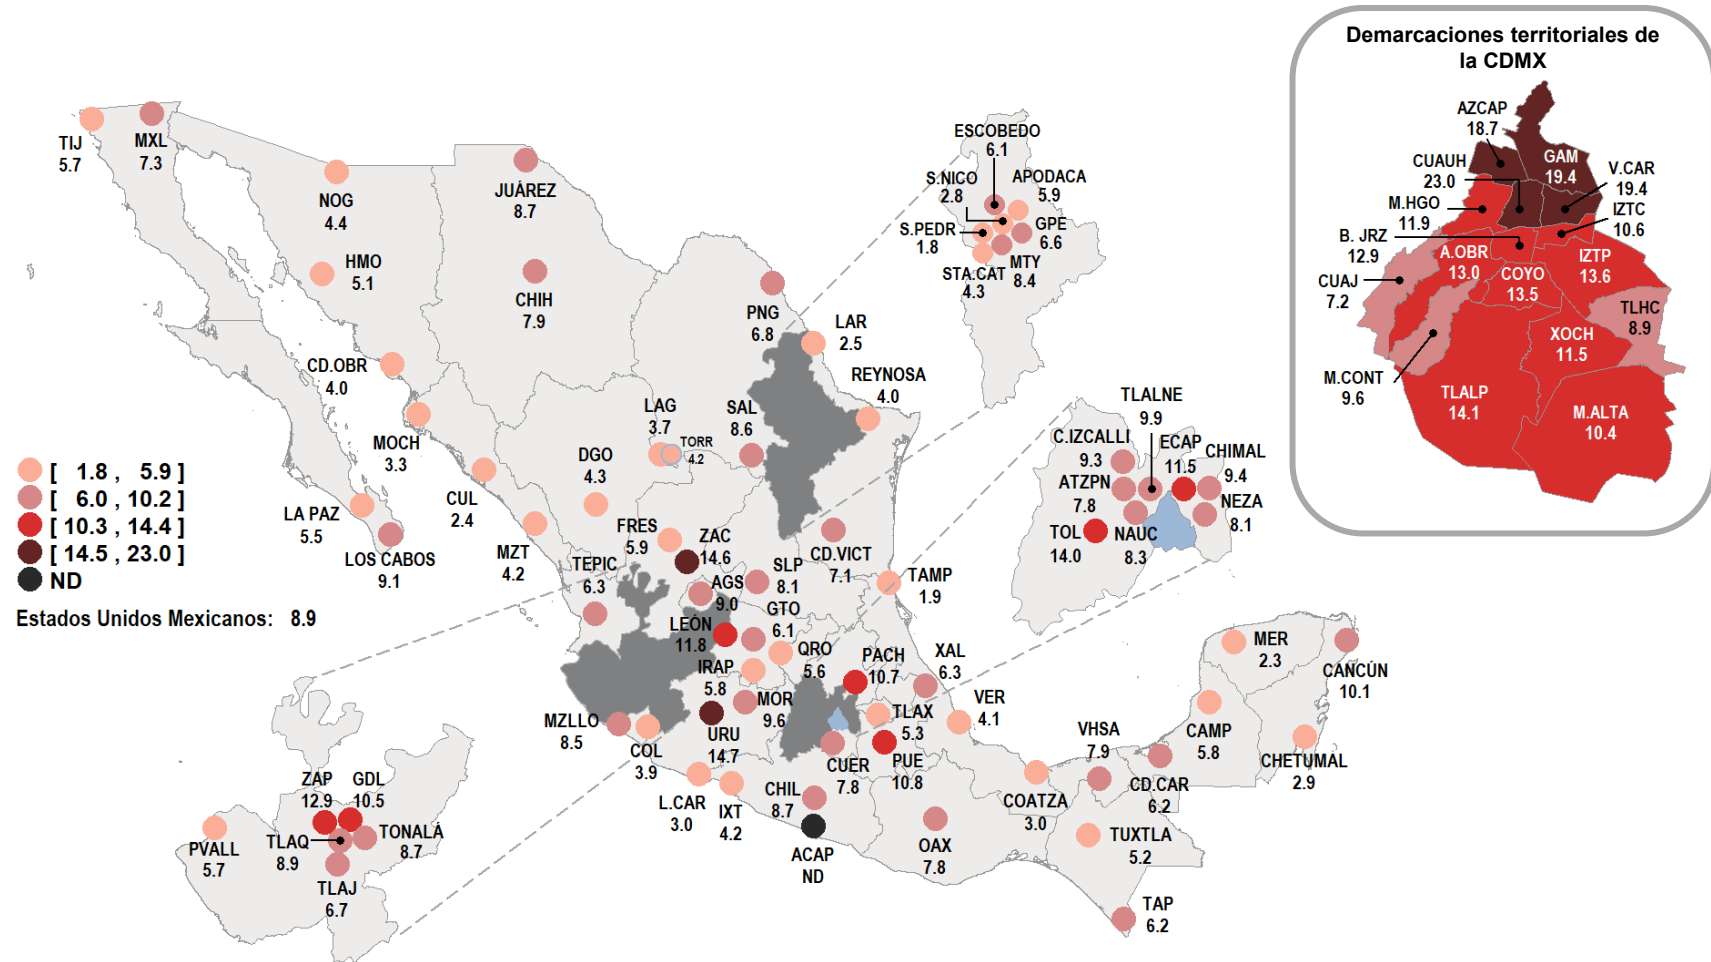 Demarcaciones territoriales de
la CDMX
AZCAP
18.7
CUAUH
23.0
GAM
19.4
V.CAR
19.4
M.HGO
11.9
IZTC
10.6
B. JRZ
12.9
A.OBR
13.0
IZTP
13.6
COYO
13.5
CUAJ
7.2
TLHC
8.9
XOCH
11.5
M.CONT
9.6
TLALP
14.1
M.ALTA
10.4
TIJ
5.7
MXL
7.3
NOG
4.4
JUÁREZ
8.7
HMO
5.1
CHIH
7.9
CD.OBR
4.0
MOCH
3.3
ESCOBEDO
6.1
S.NICO
2.8
APODACA
5.9
S.PEDR
1.8
GPE
6.6
STA.CAT
4.3
MTY
8.4
PNG
6.8
LAR
2.5
REYNOSA
4.0
LAG
3.7
TORR
4.2
SAL
8.6
DGO
4.3
CUL
2.4
LA PAZ
5.5
LOS CABOS
9.1
MZT
4.2
FRES
5.9
ZAC
14.6
CD.VICT
7.1
TEPIC
6.3
AGS
9.0
SLP
8.1
TAMP
1.9
LEÓN
11.8
GTO
6.1
IRAP
5.8
QRO
5.6
PACH
10.7
XAL
6.3
MZLLO
8.5
COL
3.9
URU
14.7
MOR
9.6
TLAX
5.3
VER
4.1
CUER
7.8
PUE
10.8
L.CAR
3.0
IXT
4.2
CHIL
8.7
ACAP
ND
OAX
7.8
COATZA
3.0
VHSA
7.9
CD.CAR
6.2
TUXTLA
5.2
TAP
6.2
MER
2.3
CANCÚN
10.1
CAMP
5.8
CHETUMAL
2.9
TLALNE
9.9
C.IZCALLI
9.3
ECAP
11.5
CHIMAL
9.4
ATZPN
7.8
NEZA
8.1
TOL
14.0
NAUC
8.3
[ 1.8 , 5.9 ]
[ 6.0 , 10.2 ]
[ 10.3 , 14.4 ]
[ 14.5 , 23.0 ]
ND
Estados Unidos Mexicanos: 8.9
ZAP
12.9
GDL
10.5
TLAQ
8.9
TONALÁ
8.7
PVALL
5.7
TLAJ
6.7